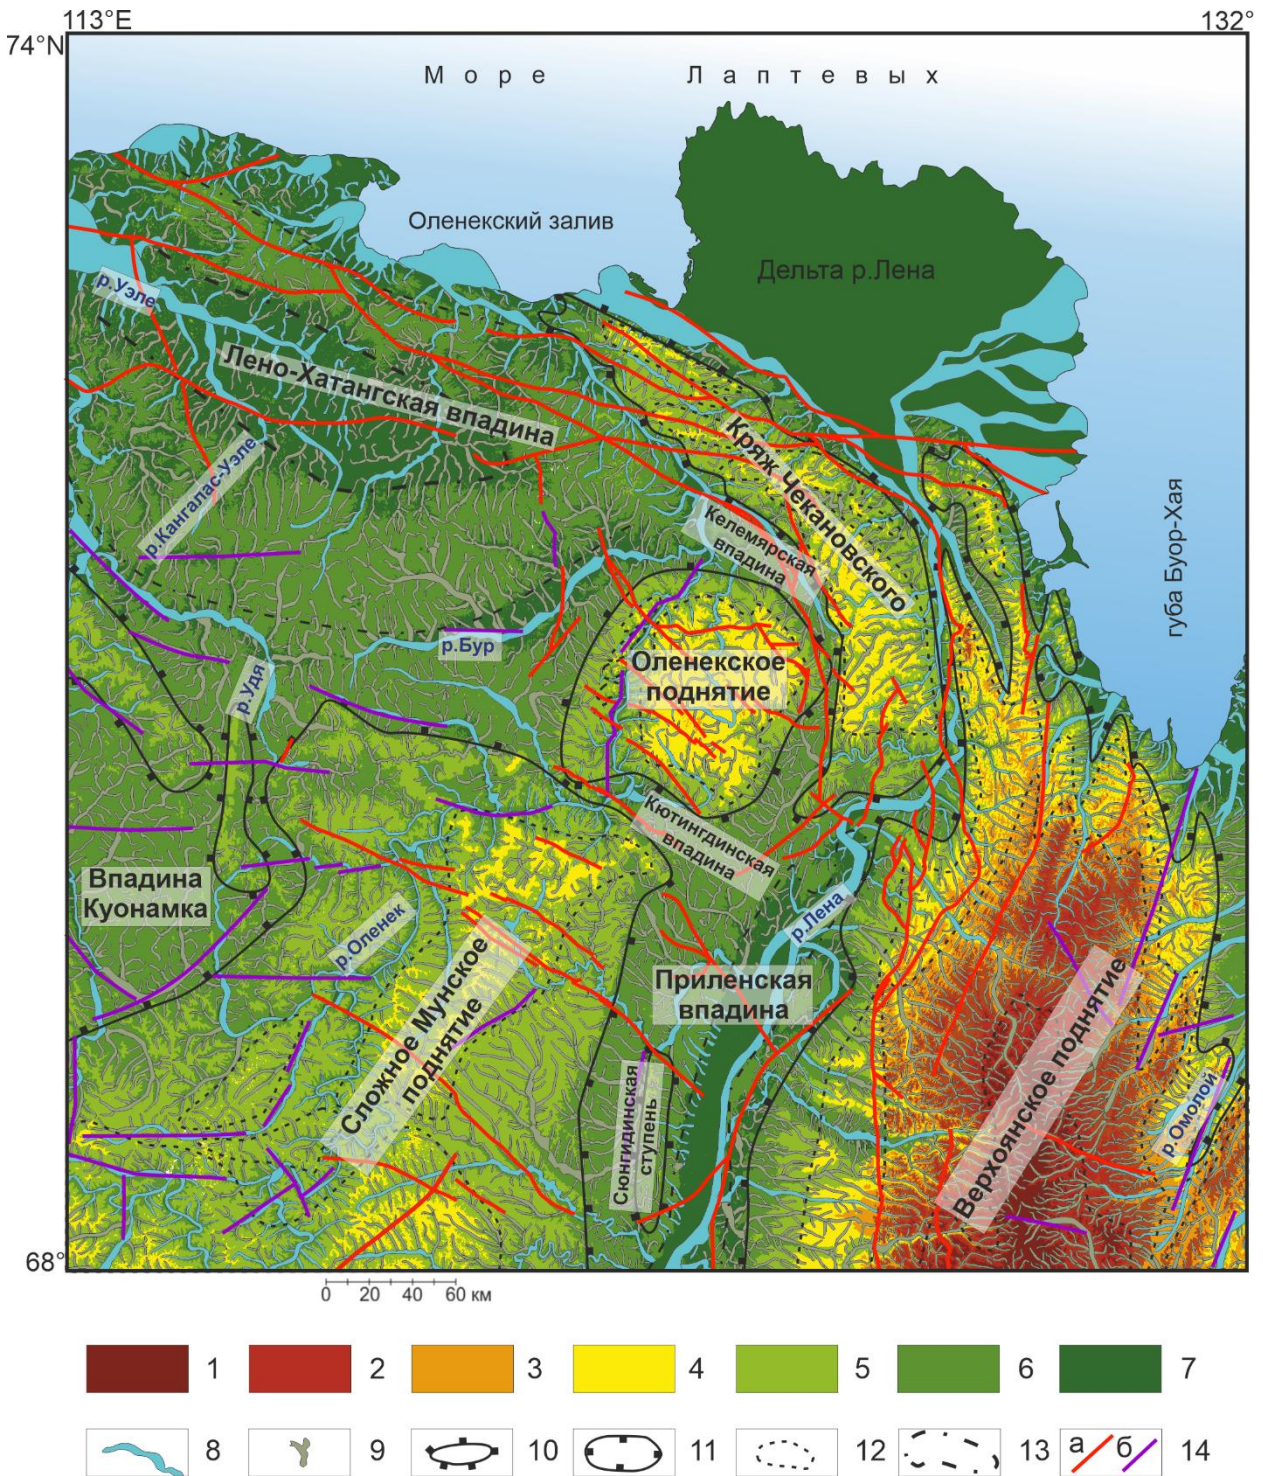 113°E
132°
74°N
Море Лаптевых
Оленекский залив
Дельта р.Лена
р.Уэле
Лено-Хатангская впадина
Кряж Чекановского
р.Кангалас-Уэле
Келемярская
впадина
губа Буор-Хая
р.Бур
р.Удя
Оленекское
поднятие
Кютингдинская
впадина
Впадина
Куонамка
р.Оленек
р.Лена
Сложное Мунское
поднятие
Приленская
впадина
Верхоянское поднятие
Сюнгидинская
ступень
р.Омолой
68°
0 20 40 60 км
1 2 3 4 5 6 7
8 9 10 11 12 13 а б 14